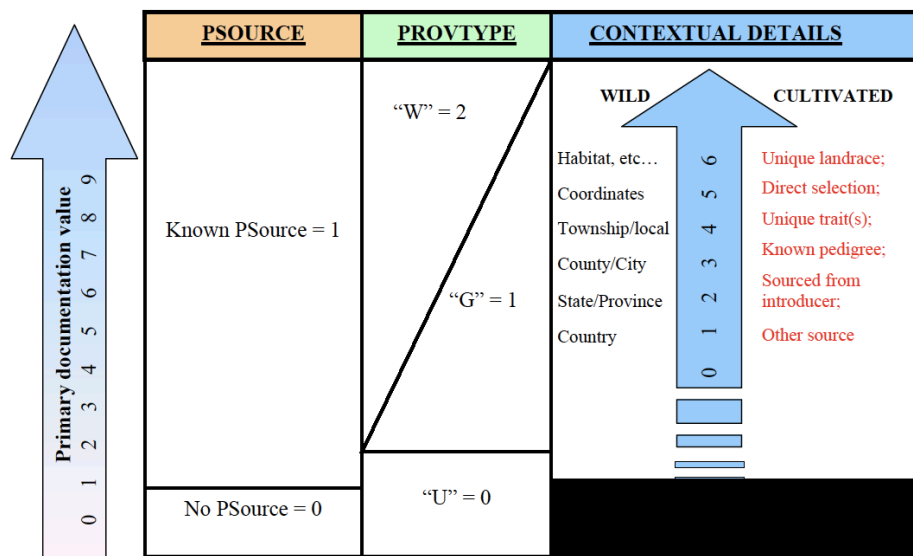 PSOURCE
PROVTYPE
CONTEXTUAL DETAILS
Primary documentation value
9
8
7
6
5
4
3
2
1
0
Known PSource = 1
No PSource = 0
“W” = 2
“G” = 1
“U” = 0
WILD
CULTIVATED
Habitat, etc…
6
Unique landrace;
Coordinates
5
Direct selection;
Township/local
4
Unique trait(s);
County/City
3
Known pedigree;
State/Province
2
Sourced from
introducer;
Country
1
Other source
0